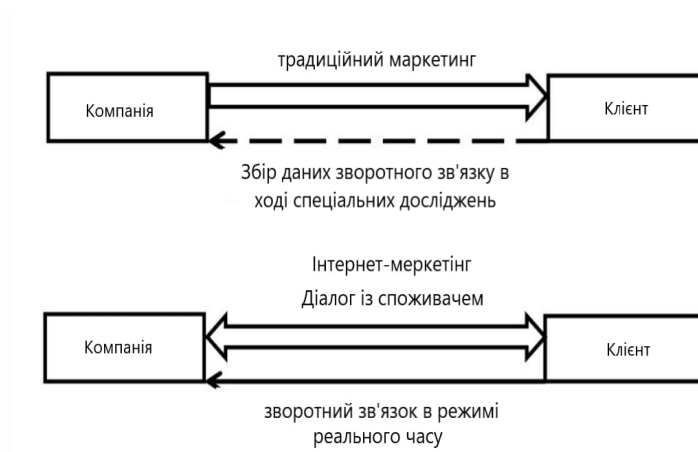 традиційний маркетинг
Компанія
Клієнт
Збір даних зворотного зв'язку в
ході спеціальних досліджень
Інтернет-меркетінг
Діалог із споживачем
Компанія
Клієнт
зворотний зв'язок в режимі
реального часу